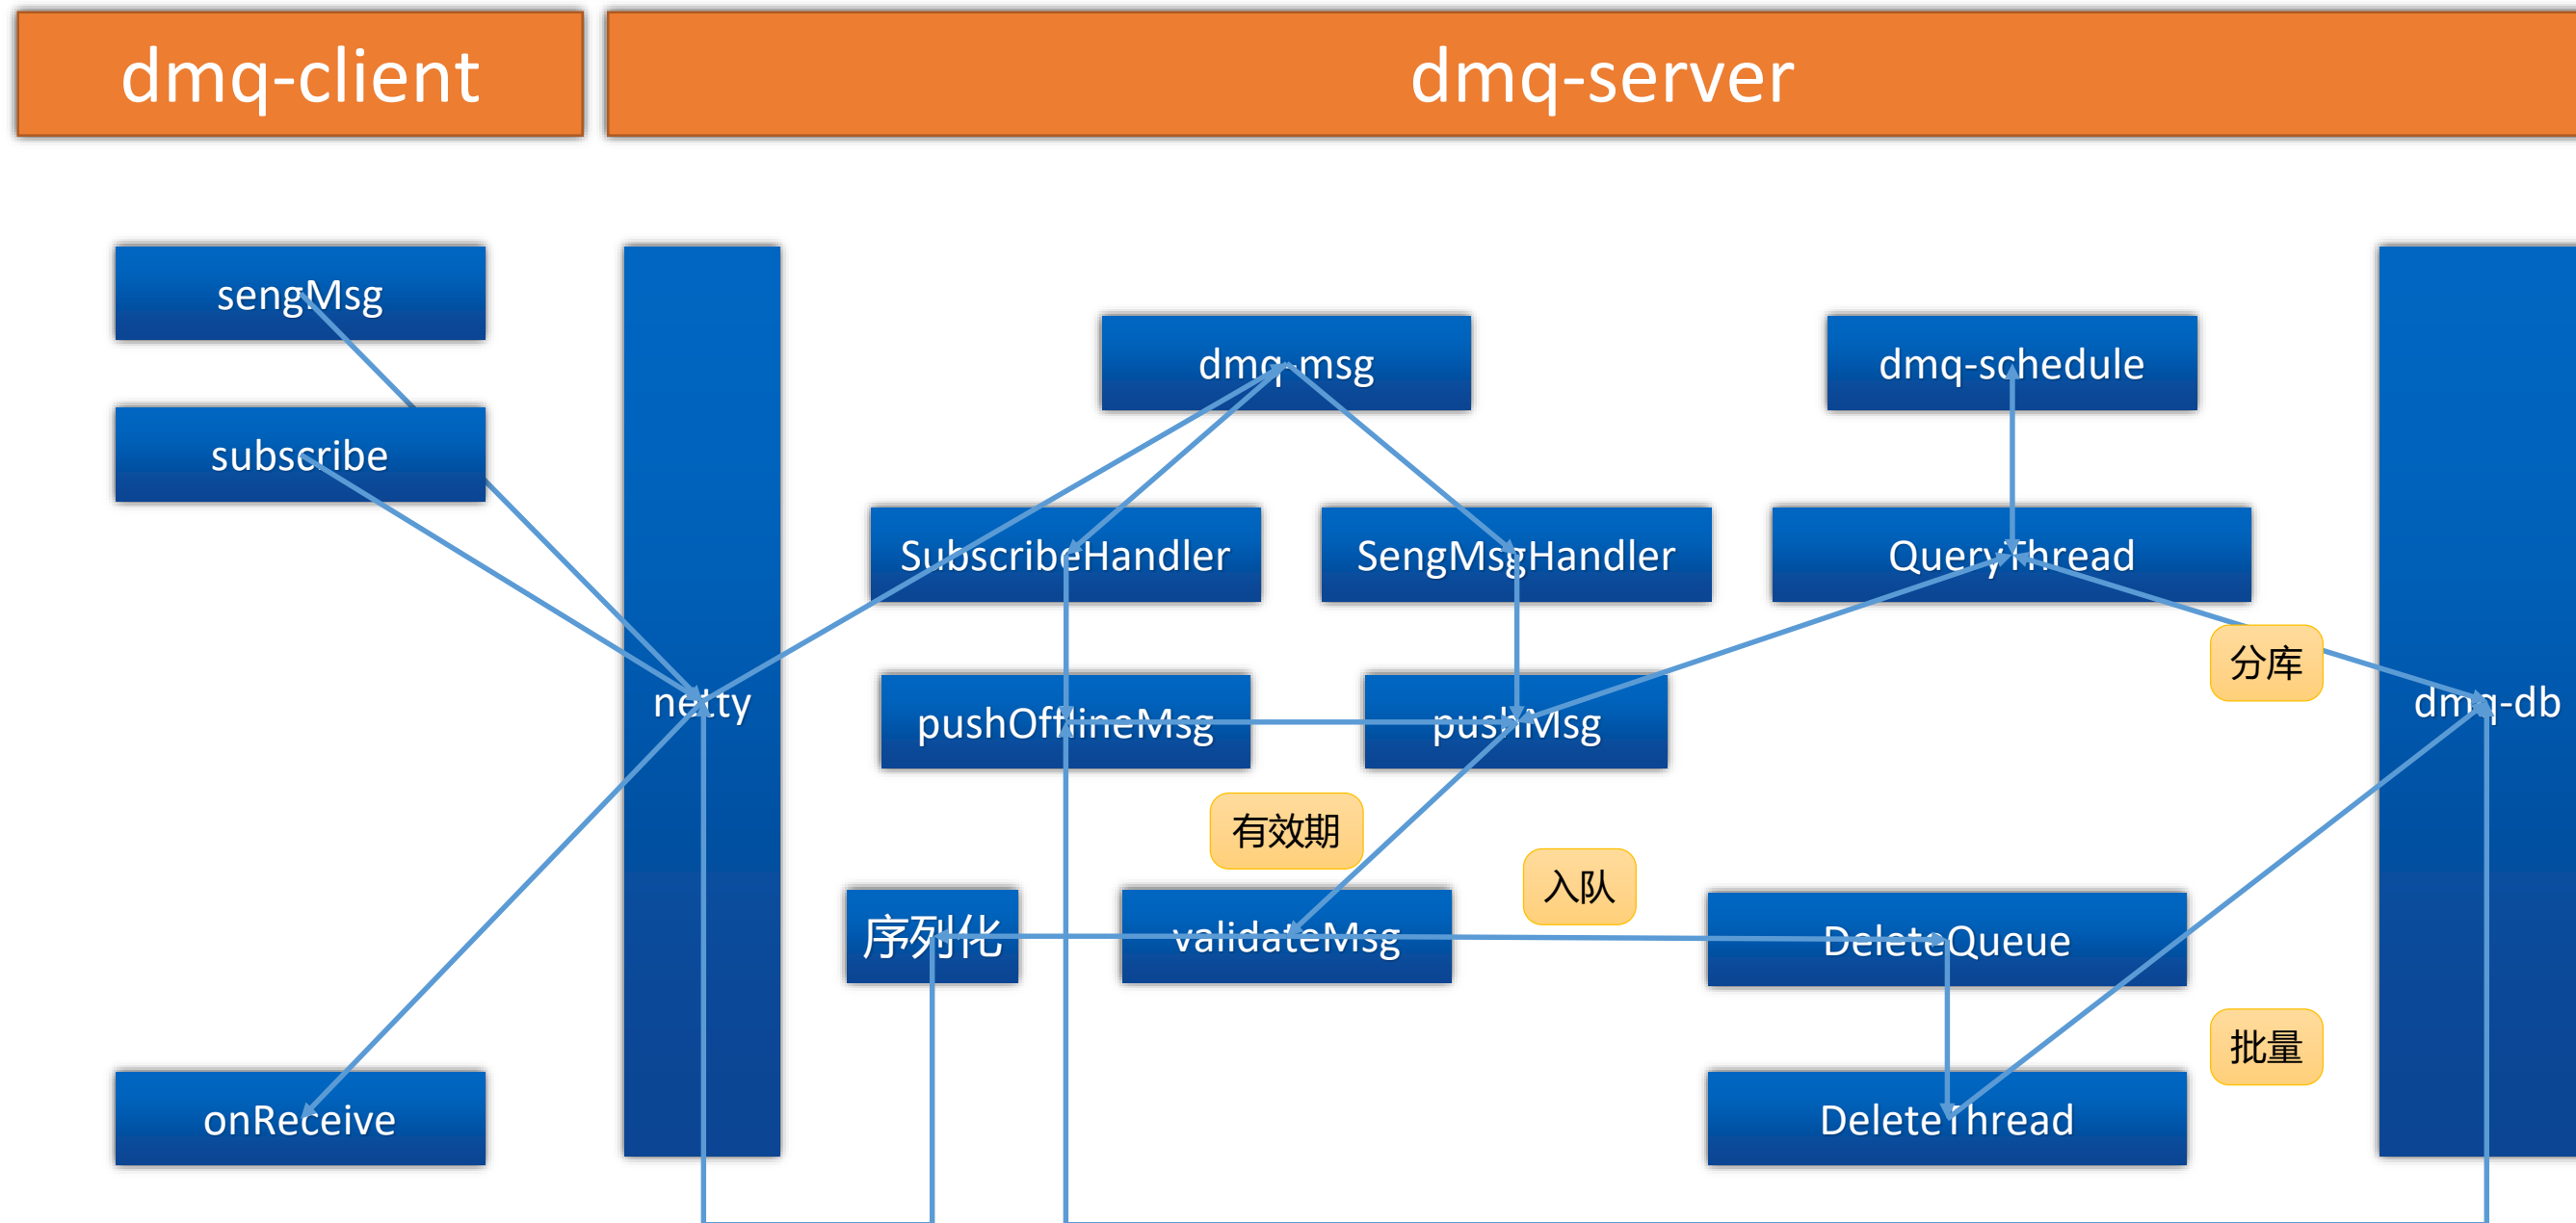 dmq-client
dmq-server
sengMsg
dmq-msg
dmq-schedule
subscribe
SubscribeHandler
SengMsgHandler
QueryThread
分库
netty
pushOfflineMsg
pushMsg
dmq-db
有效期
入队
序列化
validateMsg
DeleteQueue
批量
onReceive
DeleteThread